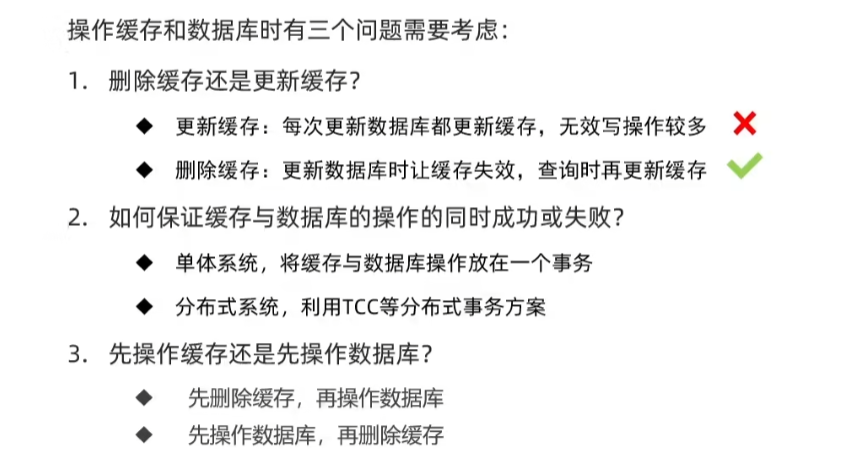 操作缓存和数据库时有三个问题需要考虑：
1. 删除缓存还是更新缓存？
◆ 更新缓存：每次更新数据库都更新缓存，无效写操作较多
◆ 删除缓存：更新数据库时让缓存失效，查询时再更新缓存
2. 如何保证缓存与数据库的操作的同时成功或失败？
◆ 单体系统，将缓存与数据库操作放在一个事务
◆ 分布式系统，利用TCC等分布式事务方案
3. 先操作缓存还是先操作数据库？
◆ 先删除缓存，再操作数据库
◆ 先操作数据库，再删除缓存